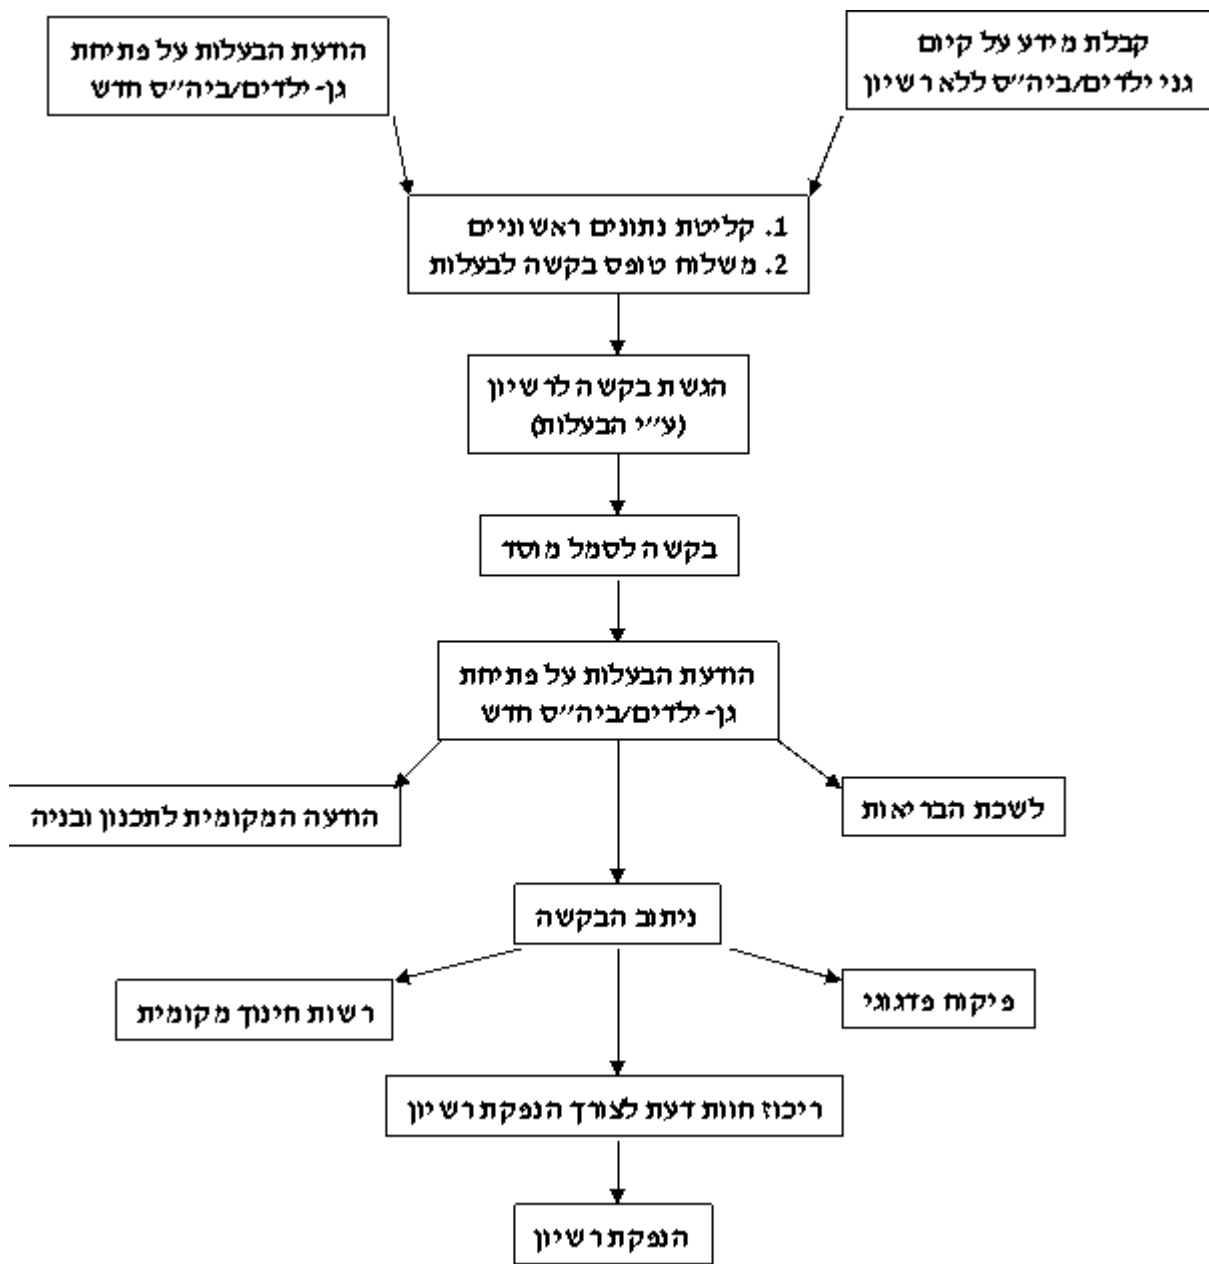 קבלת מידע על קיום
גני ילדים/ביה״ס ללא רשיון
הודעת הבעלות על פתיחת
גן-ילדים/ביה״ס חדש
1. קליטת נתונים ראשוניים
2. משלוח טופס בקשה לבעלות
הגשת בקשה לרשיון
(ע״י הבעלות)
בקשה לסמל מוסד
הודעת הבעלות על פתיחת
גן-ילדים/ביה״ס חדש
לשכת הבריאות
הודעה המקומית לתכנון ובניה
ניתוב הבקשה
פיקוח פדגוגי
רשות חינוך מקומית
ריכוז חוות דעת לצורך הנפקת רשיון
הנפקת רשיון